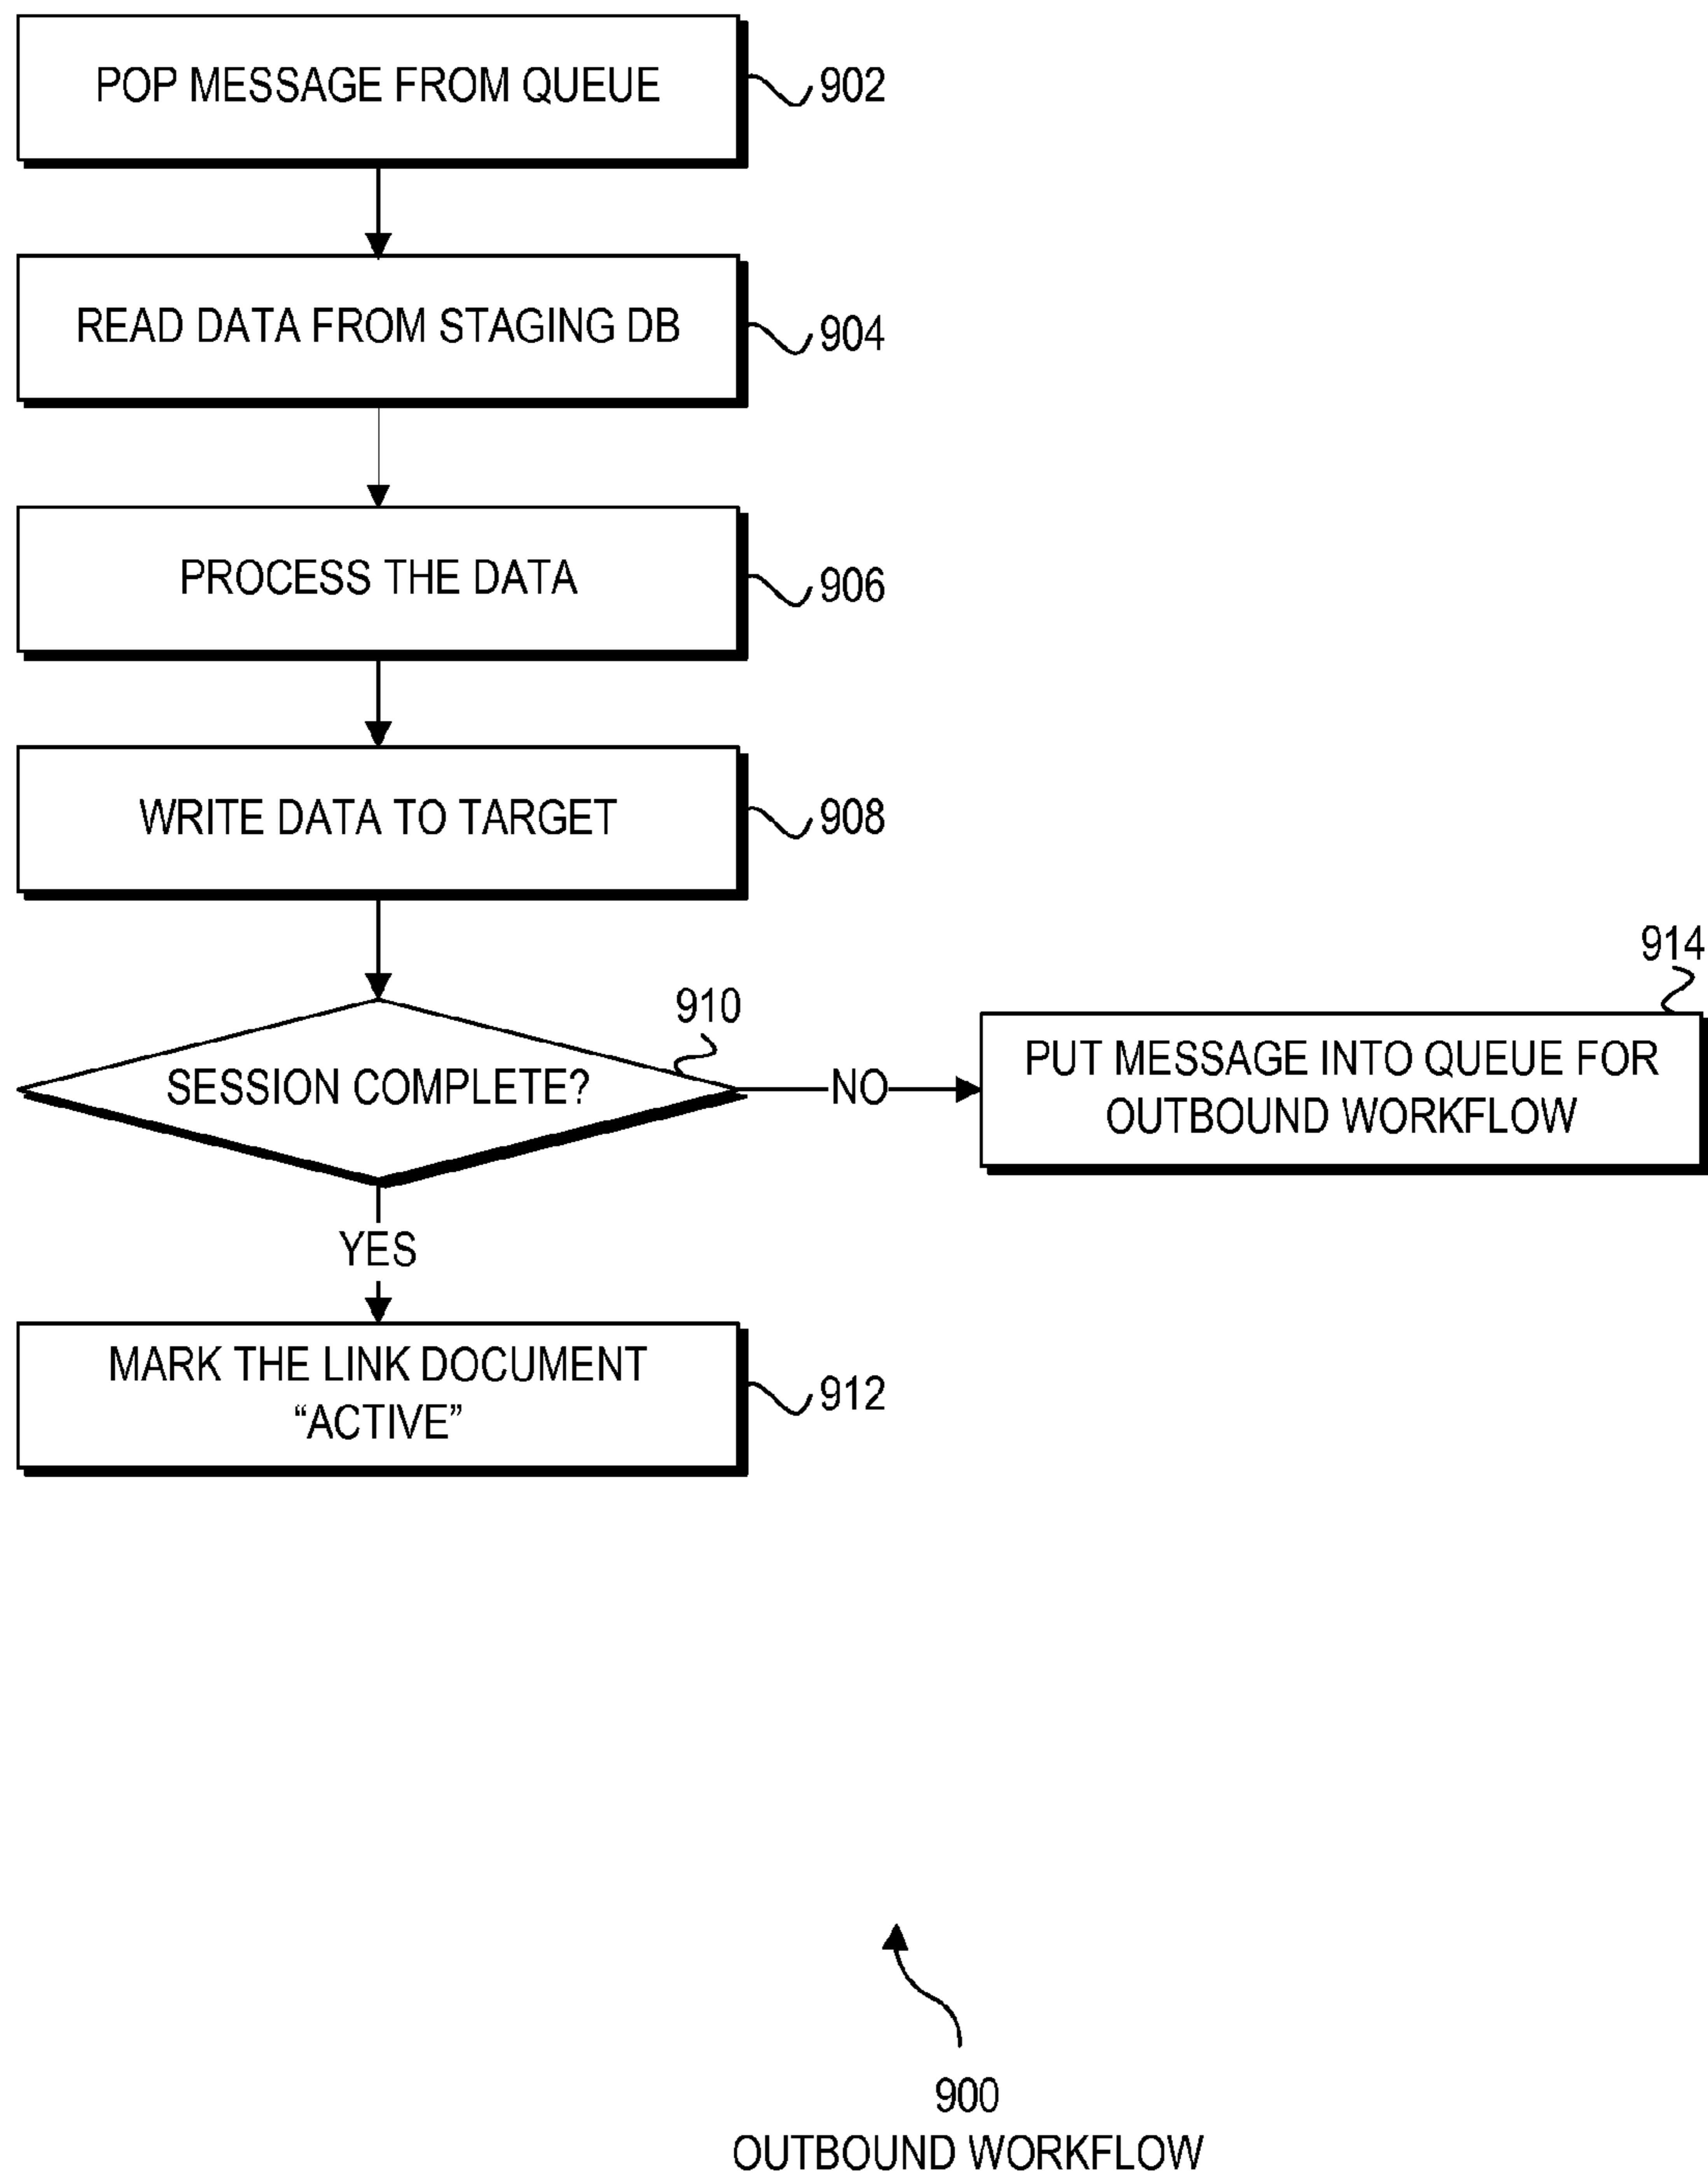 POP MESSAGE FROM QUEUE
902
READ DATA FROM STAGING DB
904
PROCESS THE DATA
906
WRITE DATA TO TARGET
908
910
SESSION COMPLETE?
NO
914
PUT MESSAGE INTO QUEUE FOR
OUTBOUND WORKFLOW
YES
MARK THE LINK DOCUMENT
“ACTIVE”
912
900
OUTBOUND WORKFLOW